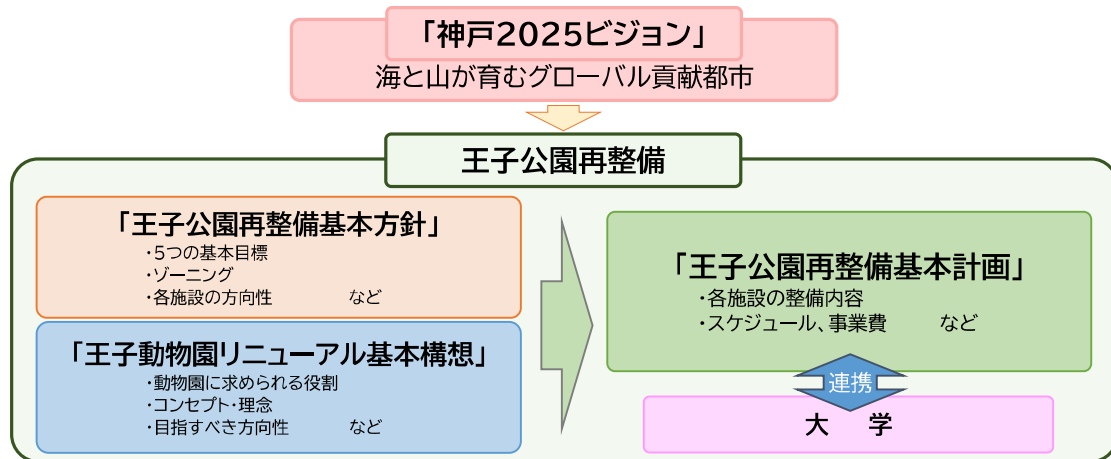 「神戸2025ビジョン」
海と山が育むグローバル貢献都市
王子公園再整備
「王子公園再整備基本方針」
・5つの基本目標
・ゾーニング
・各施設の方向性　　　　など
「王子動物園リニューアル基本構想」
・動物園に求められる役割
・コンセプト・理念
・目指すべき方向性　　　など
「王子公園再整備基本計画」
・各施設の整備内容
・スケジュール、事業費　　　など
連携
大　学